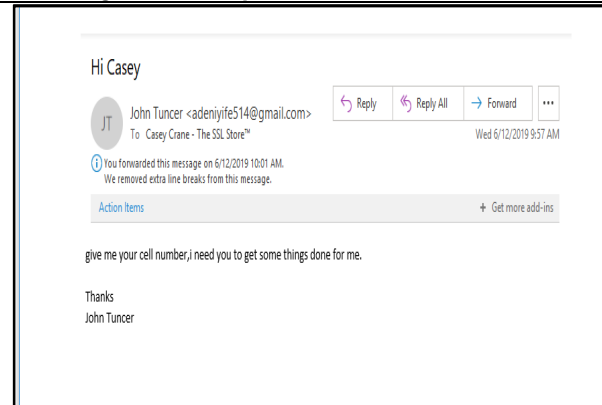 Hi Casey
JT
John Tuncer <adeniyife514@gmail.com>
Reply
Reply All
Forward
...
To Casey Crane - The SSL Store™
Wed 6/12/2019 9:57 AM
You forwarded this message on 6/12/2019 10:01 AM.
We removed extra line breaks from this message.
Action Items
+ Get more add-ins
give me your cell number,i need you to get some things done for me.
Thanks
John Tuncer